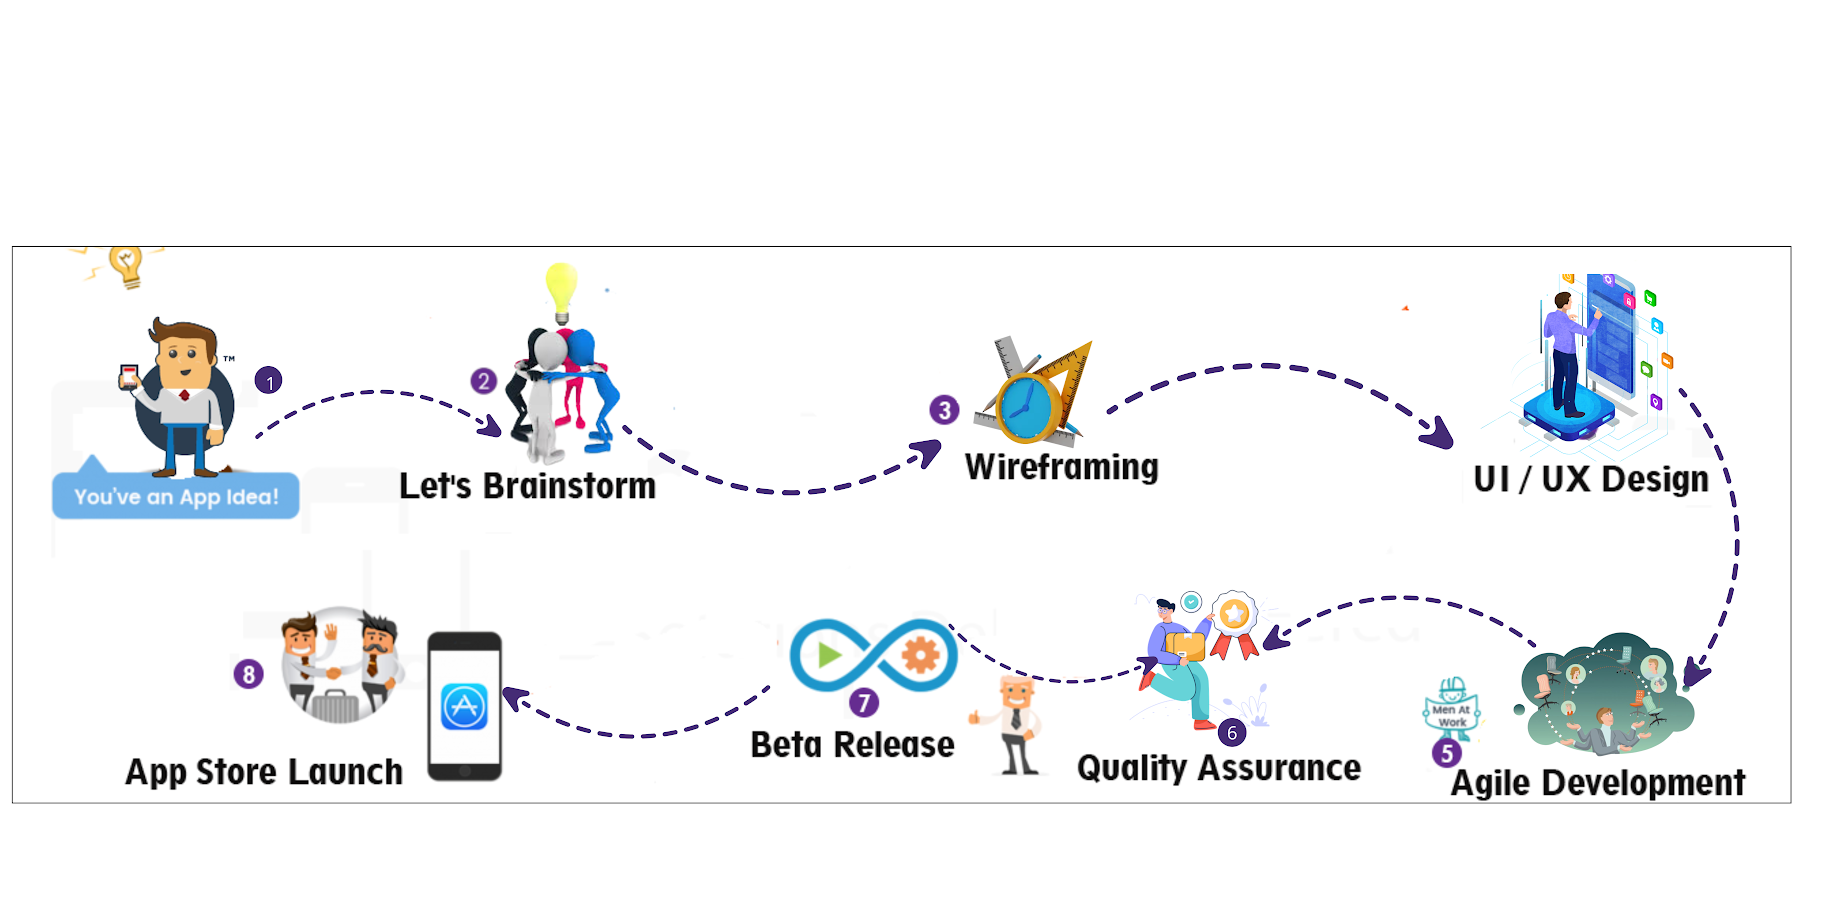 1
™
You've an App Idea!
2
Let's Brainstorm
3
Wireframing
UI / UX Design
Men At
Work
5
Agile Development
6
Quality Assurance
7
Beta Release
8
App Store Launch